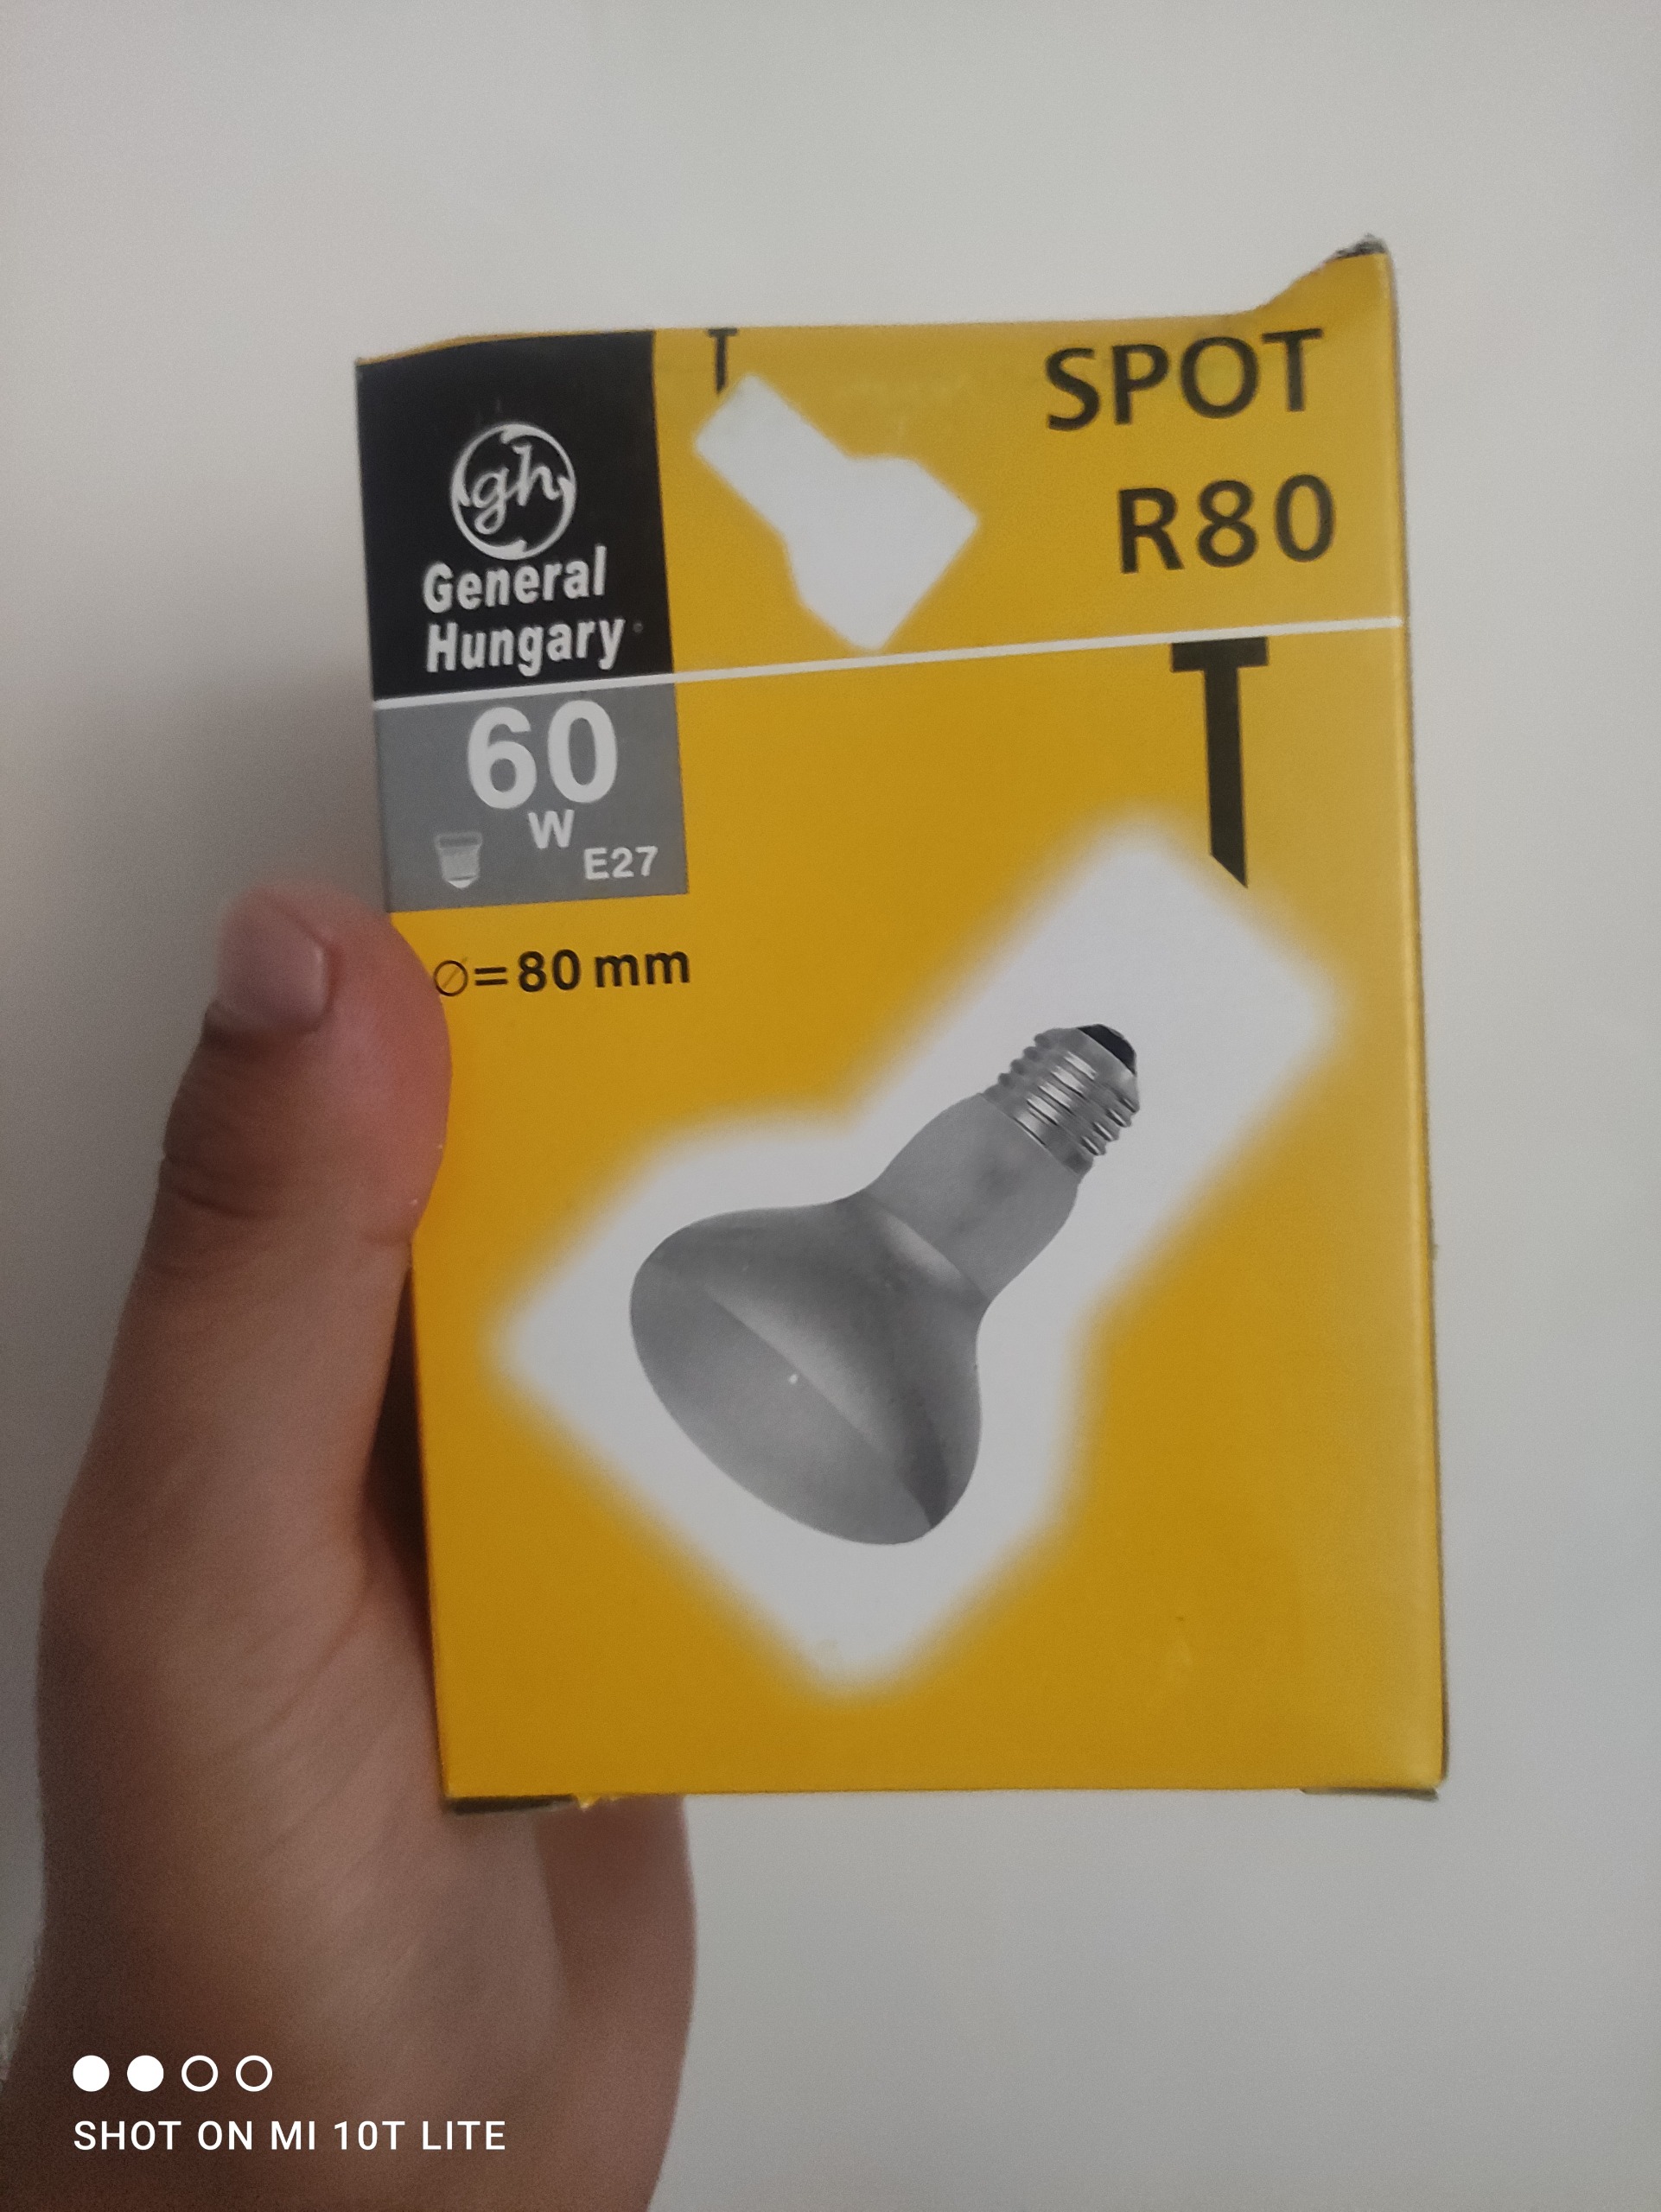 gh
General
Hungary
SPOT
R80
60
W
E27
⌀=80 mm
SHOT ON MI 10T LITE